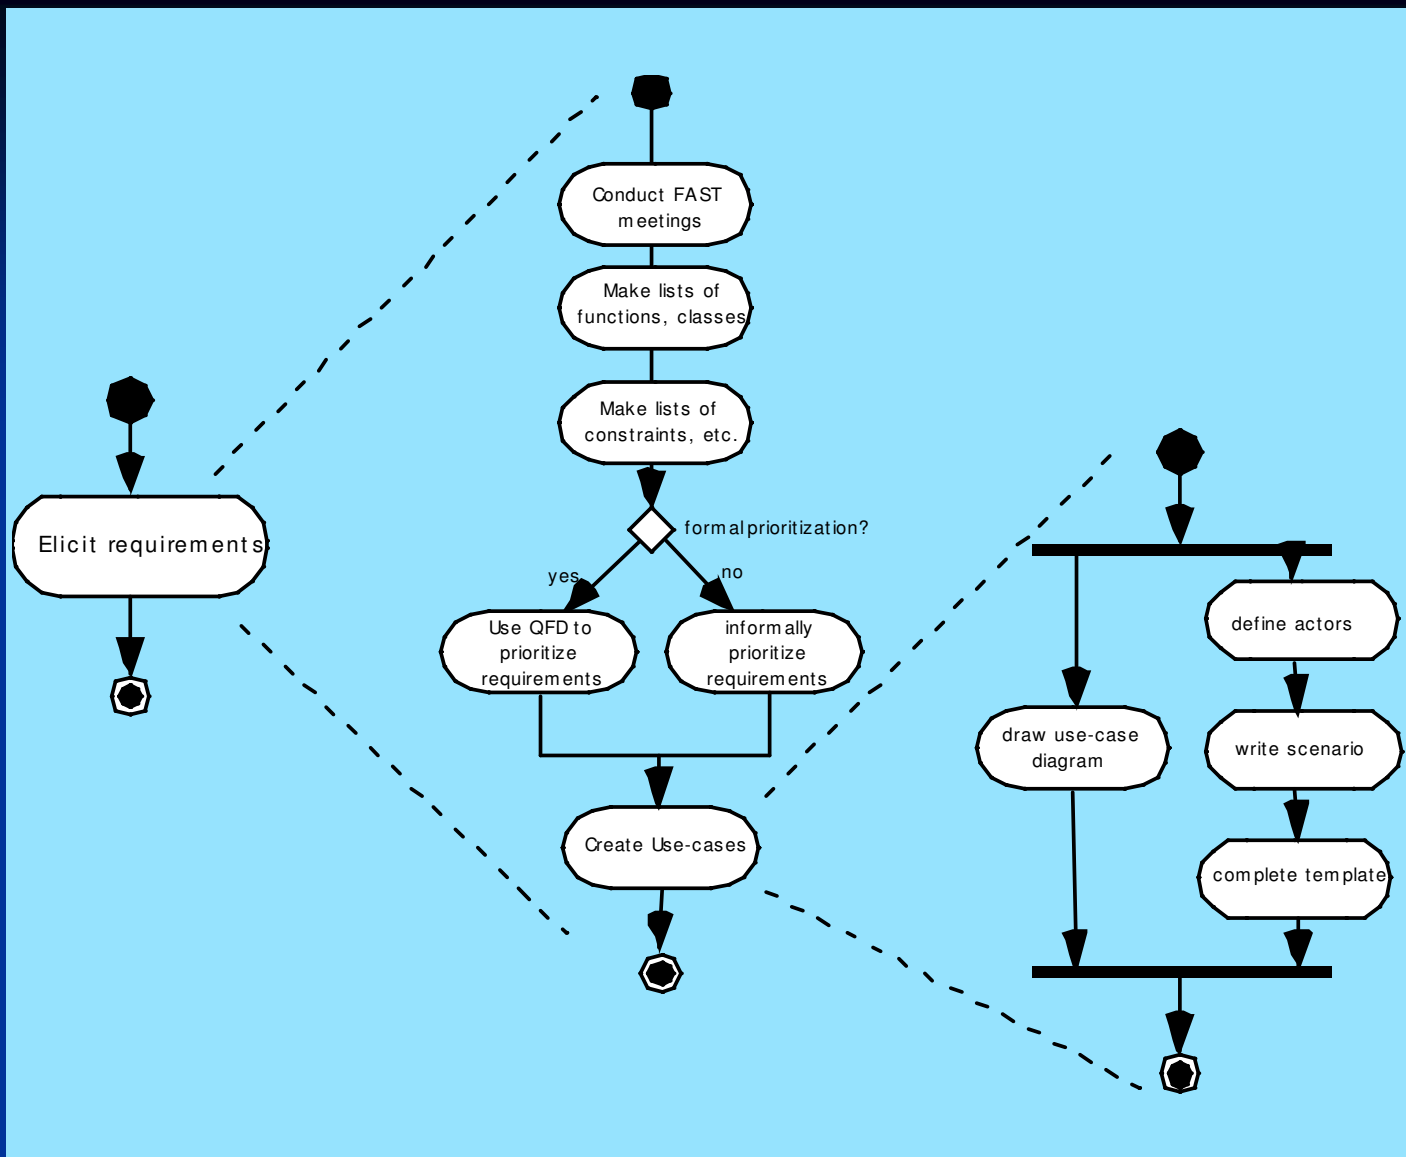 Conduct FAST
meetings
Make lists of
functions, classes
Make lists of
constraints, etc.
Elicit requirements
formal prioritization?
yes
no
Use QFD to
prioritize
requirements
informally
prioritize
requirements
Create Use-cases
define actors
draw use-case
diagram
write scenario
complete template